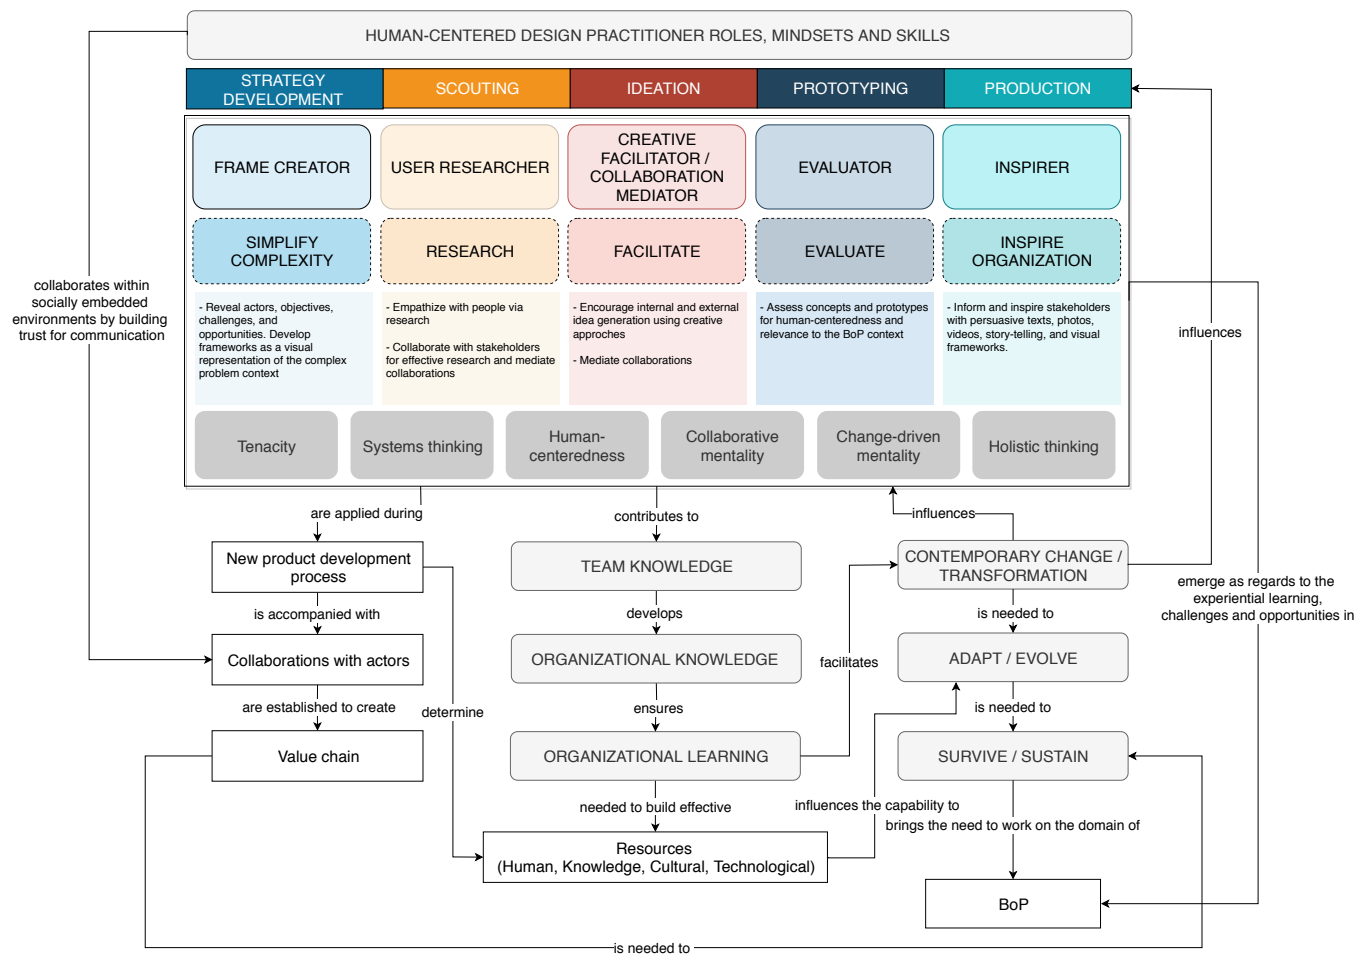 HUMAN-CENTERED DESIGN PRACTITIONER ROLES, MINDSETS AND SKILLS
STRATEGY
DEVELOPMENT
SCOUTING
IDEATION
PROTOTYPING
PRODUCTION
FRAME CREATOR
USER RESEARCHER
CREATIVE
FACILITATOR /
COLLABORATION
MEDIATOR
EVALUATOR
INSPIRER
SIMPLIFY
COMPLEXITY
RESEARCH
FACILITATE
EVALUATE
INSPIRE
ORGANIZATION
- Reveal actors, objectives,
challenges, and
opportunities. Develop
frameworks as a visual
representation of the complex
problem context
- Empathize with people via
research
- Collaborate with stakeholders
for effective research and mediate
collaborations
- Encourage internal and external
idea generation using creative
approches
- Mediate collaborations
- Assess concepts and prototypes
for human-centeredness and
relevance to the BoP context
- Inform and inspire stakeholders
with persuasive texts, photos,
videos, story-telling, and visual
frameworks.
Tenacity
Systems thinking
Human-
centeredness
Collaborative
mentality
Change-driven
mentality
Holistic thinking
collaborates within
socially embedded
environments by building
trust for communication
influences
are applied during
contributes to
influences
New product development
process
TEAM KNOWLEDGE
CONTEMPORARY CHANGE /
TRANSFORMATION
emerge as regards to the
experiential learning,
challenges and opportunities in
is accompanied with
develops
is needed to
Collaborations with actors
ORGANIZATIONAL KNOWLEDGE
facilitates
ADAPT / EVOLVE
are established to create
determine
ensures
is needed to
Value chain
ORGANIZATIONAL LEARNING
SURVIVE / SUSTAIN
needed to build effective
influences the capability to
brings the need to work on the domain of
Resources
(Human, Knowledge, Cultural, Technological)
BoP
is needed to